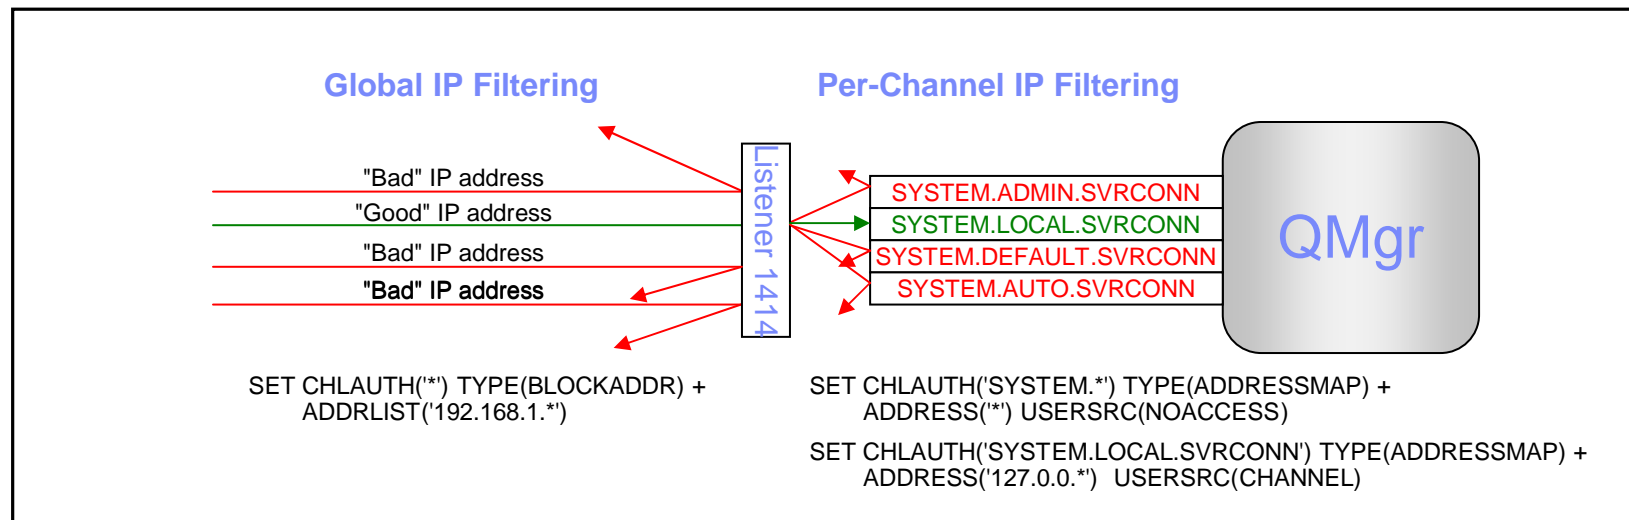 Global IP Filtering
Per-Channel IP Filtering
"Bad" IP address
"Good" IP address
"Bad" IP address
"Bad" IP address
Listener 1414
SYSTEM.ADMIN.SVRCONN
SYSTEM.LOCAL.SVRCONN
SYSTEM.DEFAULT.SVRCONN
SYSTEM.AUTO.SVRCONN
QMgr
SET CHLAUTH('*') TYPE(BLOCKADDR) +
ADDRLIST('192.168.1.*')
SET CHLAUTH('SYSTEM.*') TYPE(ADDRESSMAP) +
ADDRESS('*') USERSRC(NOACCESS)
SET CHLAUTH('SYSTEM.LOCAL.SVRCONN') TYPE(ADDRESSMAP) +
ADDRESS('127.0.0.*')  USERSRC(CHANNEL)